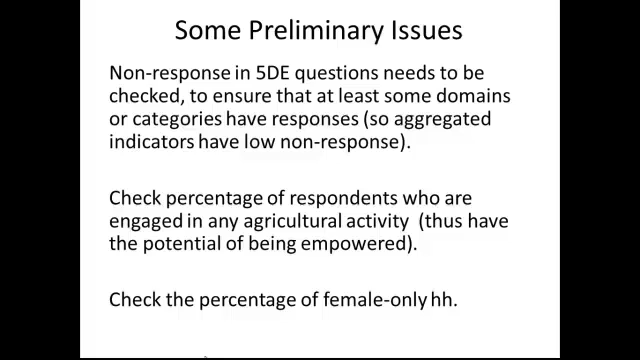 Some Preliminary Issues
Non-response in 5DE questions needs to be
checked, to ensure that at least some domains
or categories have responses (so aggregated
indicators have low non-response).
Check percentage of respondents who are
engaged in any agricultural activity  (thus have
the potential of being empowered).
Check the percentage of female-only hh.